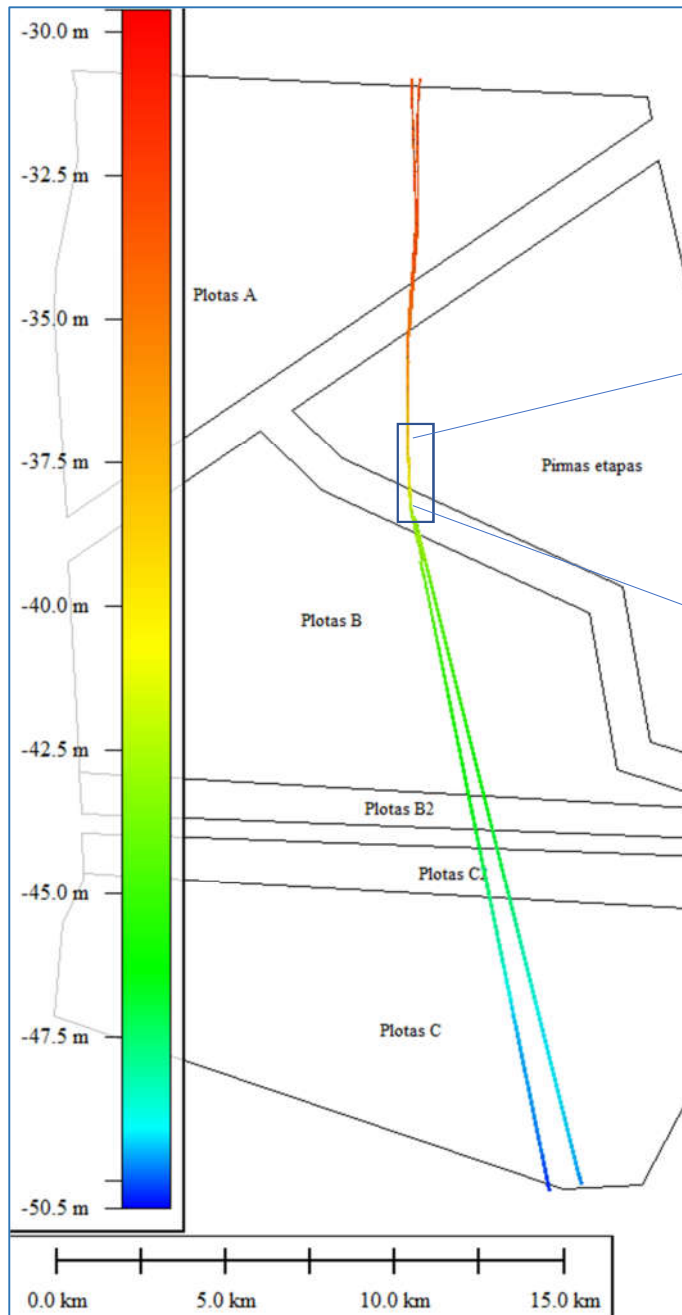 -30.0 m
-32.5 m
-35.0 m
Plotas A
-37.5 m
Pirmas etapas
-40.0 m
Plotas B
-42.5 m
Plotas B2
-45.0 m
Plotas C2
-47.5 m
Plotas C
-50.5 m
0.0 km 5.0 km 10.0 km 15.0 km